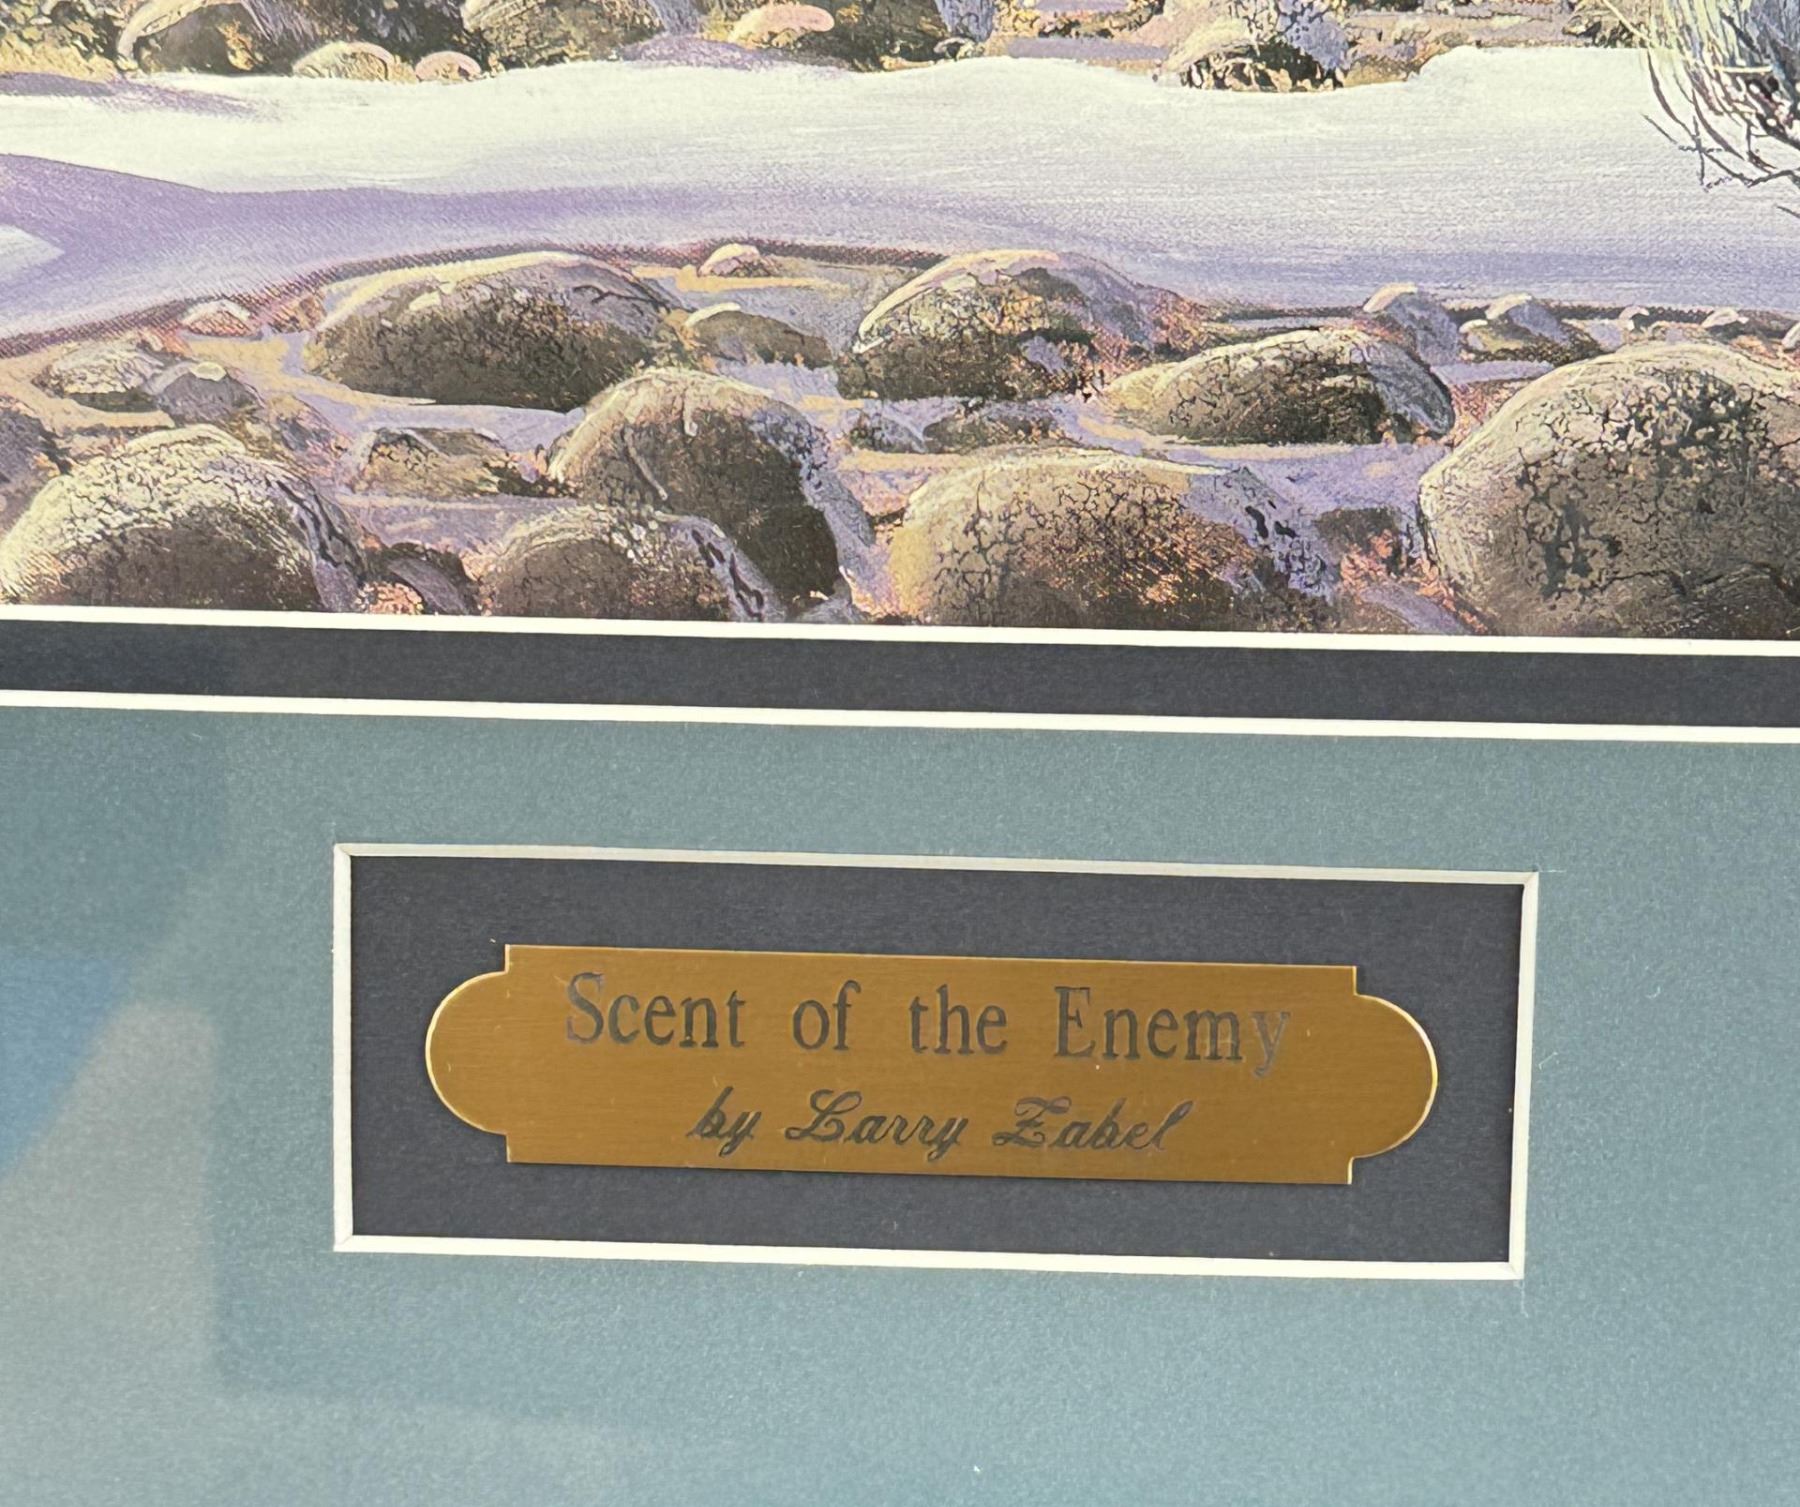 Scent of the Enemy
by Larry Zabel